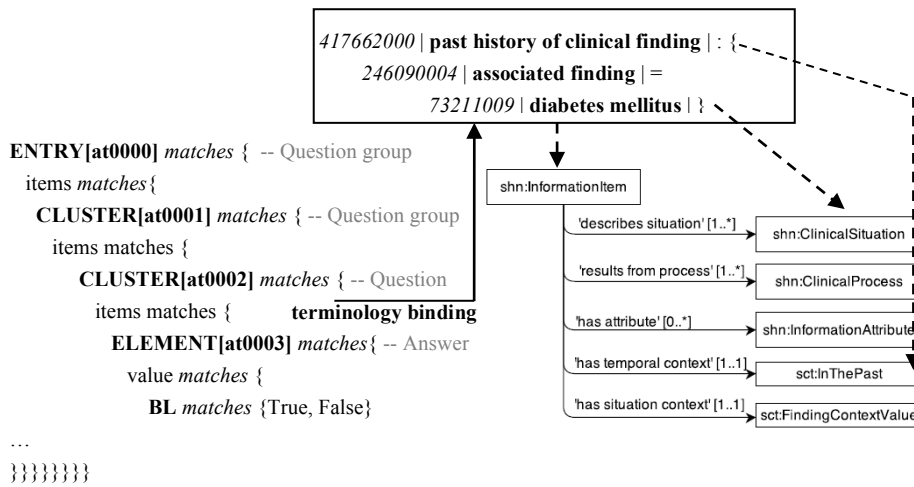 417662000 | past history of clinical finding | : {
246090004 | associated finding | =
73211009 | diabetes mellitus | }
ENTRY[at0000] matches { -- Question group
items matches{
CLUSTER[at0001] matches { -- Question group
items matches {
CLUSTER[at0002] matches { -- Question
items matches {
terminology binding
ELEMENT[at0003] matches{ -- Answer
value matches {
BL matches {True, False}
…
}}}}}}}}
shn:InformationItem
'describes situation' [1..*]
shn:ClinicalSituation
'results from process' [1..*]
shn:ClinicalProcess
'has attribute' [0..*]
shn:InformationAttribute
'has temporal context' [1..1]
sct:InThePast
'has situation context' [1..1]
sct:FindingContextValue